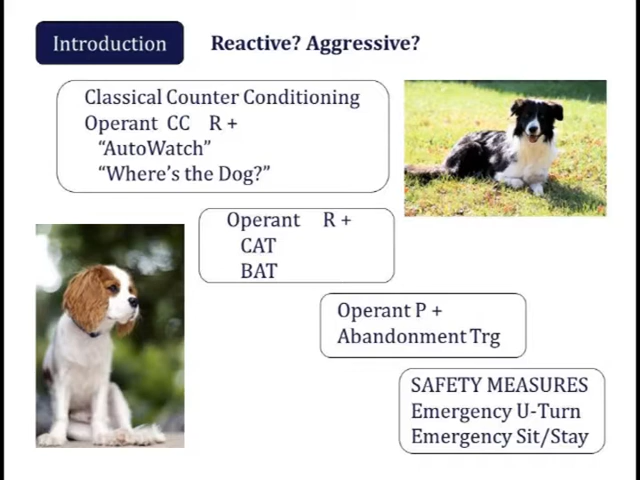 Introduction
Reactive? Aggressive?
Classical Counter Conditioning
Operant CC R +
“AutoWatch”
“Where’s the Dog?”
Operant R +
CAT
BAT
Operant P +
Abandonment Trg
SAFETY MEASURES
Emergency U-Turn
Emergency Sit/Stay